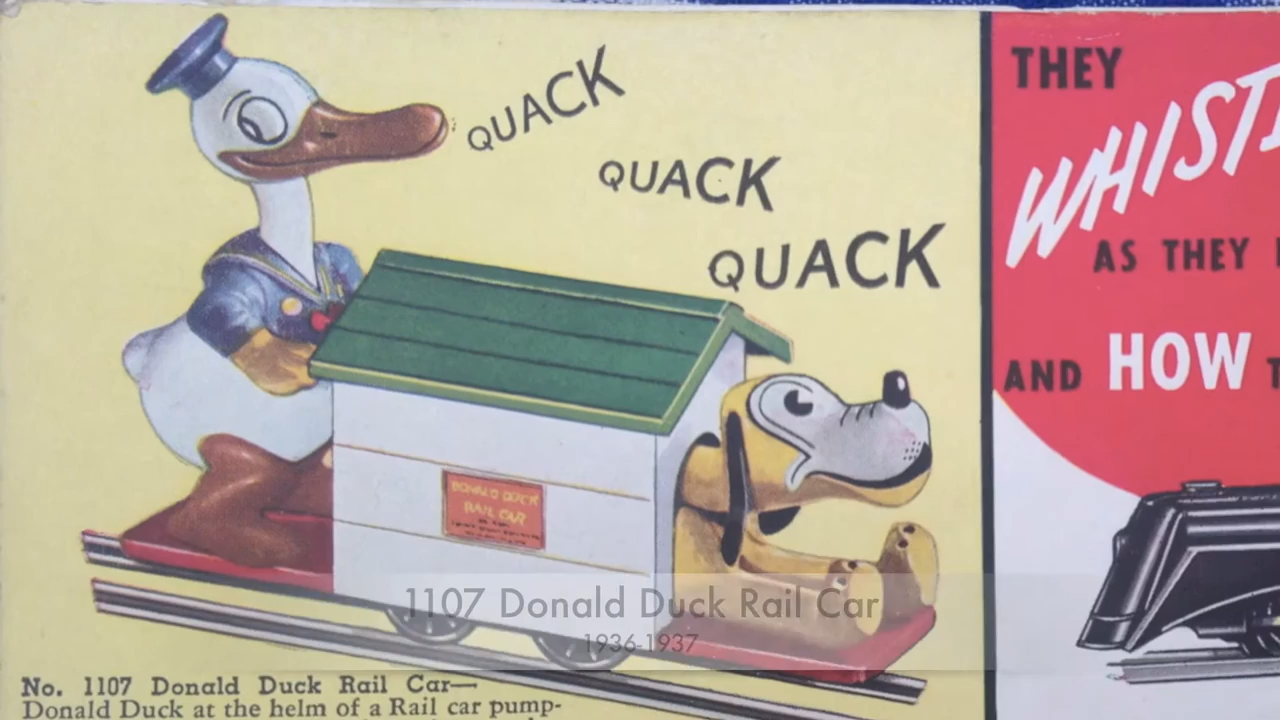 QUACK
QUACK
QUACK
DONALD DUCK
RAIL CAR
1107 Donald Duck Rail Car
1936-1937
No. 1107 Donald Duck Rail Car—
Donald Duck at the helm of a Rail car pump-
THEY
AS THEY
AND HOW